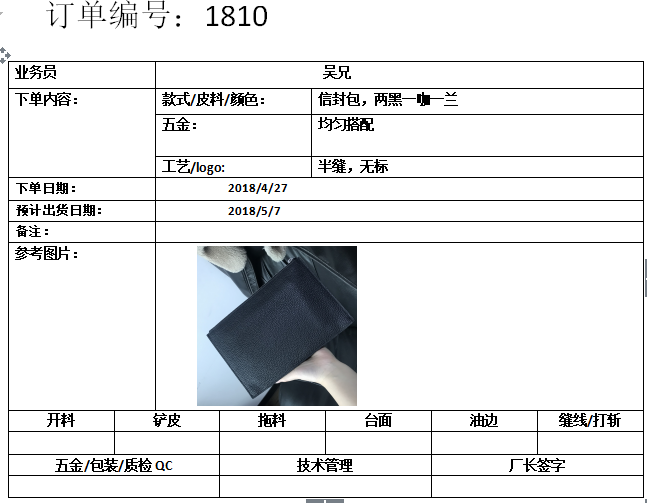 订单编号：1810
业务员 吴兄
下单内容： 款式/皮料/颜色： 信封包，两黑一咖一兰
五金： 均匀搭配
工艺/logo: 半缝，无标
下单日期： 2018/4/27
预计出货日期： 2018/5/7
备注：
参考图片：
开料 铲皮 拖料 台面 油边 缝线/打斩
五金/包装/质检 QC 技术管理 厂长签字